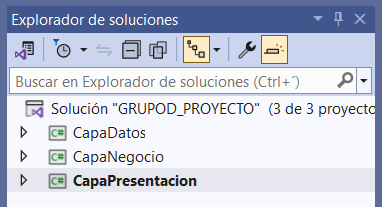 Explorador de soluciones
Buscar en Explorador de soluciones (Ctrl+´)
Solución "GRUPOD_PROYECTO" (3 de 3 proyecto
C# CapaDatos
C# CapaNegocio
C# CapaPresentacion